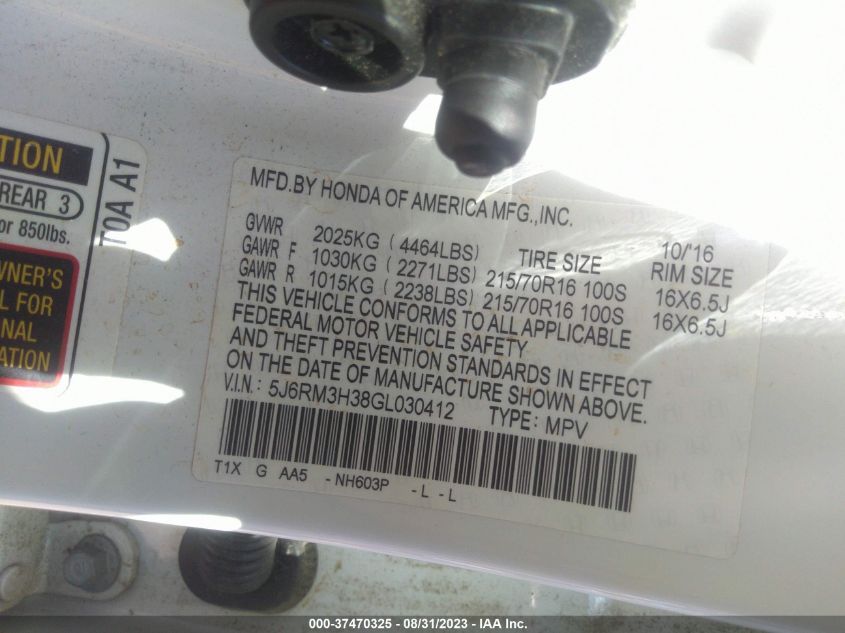 TION
REAR 3
or 850lbs.
TOA A1
WNER'S
L FOR
NAL
ATION
MFD.BY HONDA OF AMERICA MFG.,INC.
10/'16
GVWR 2025KG ( 4464LBS) TIRE SIZE RIM SIZE
GAWR F 1030KG ( 2271LBS) 215/70R16 100S 16X6.5J
GAWR R 1015KG ( 2238LBS) 215/70R16 100S 16X6.5J
THIS VEHICLE CONFORMS TO ALL APPLICABLE
FEDERAL MOTOR VEHICLE SAFETY
AND THEFT PREVENTION STANDARDS IN EFFECT
ON THE DATE OF MANUFACTURE SHOWN ABOVE.
V.I.N: 5J6RM3H38GL030412 TYPE: MPV
T1X G AA5 - NH603P - L - L
000-37470325 - 08/31/2023 - IAA Inc.